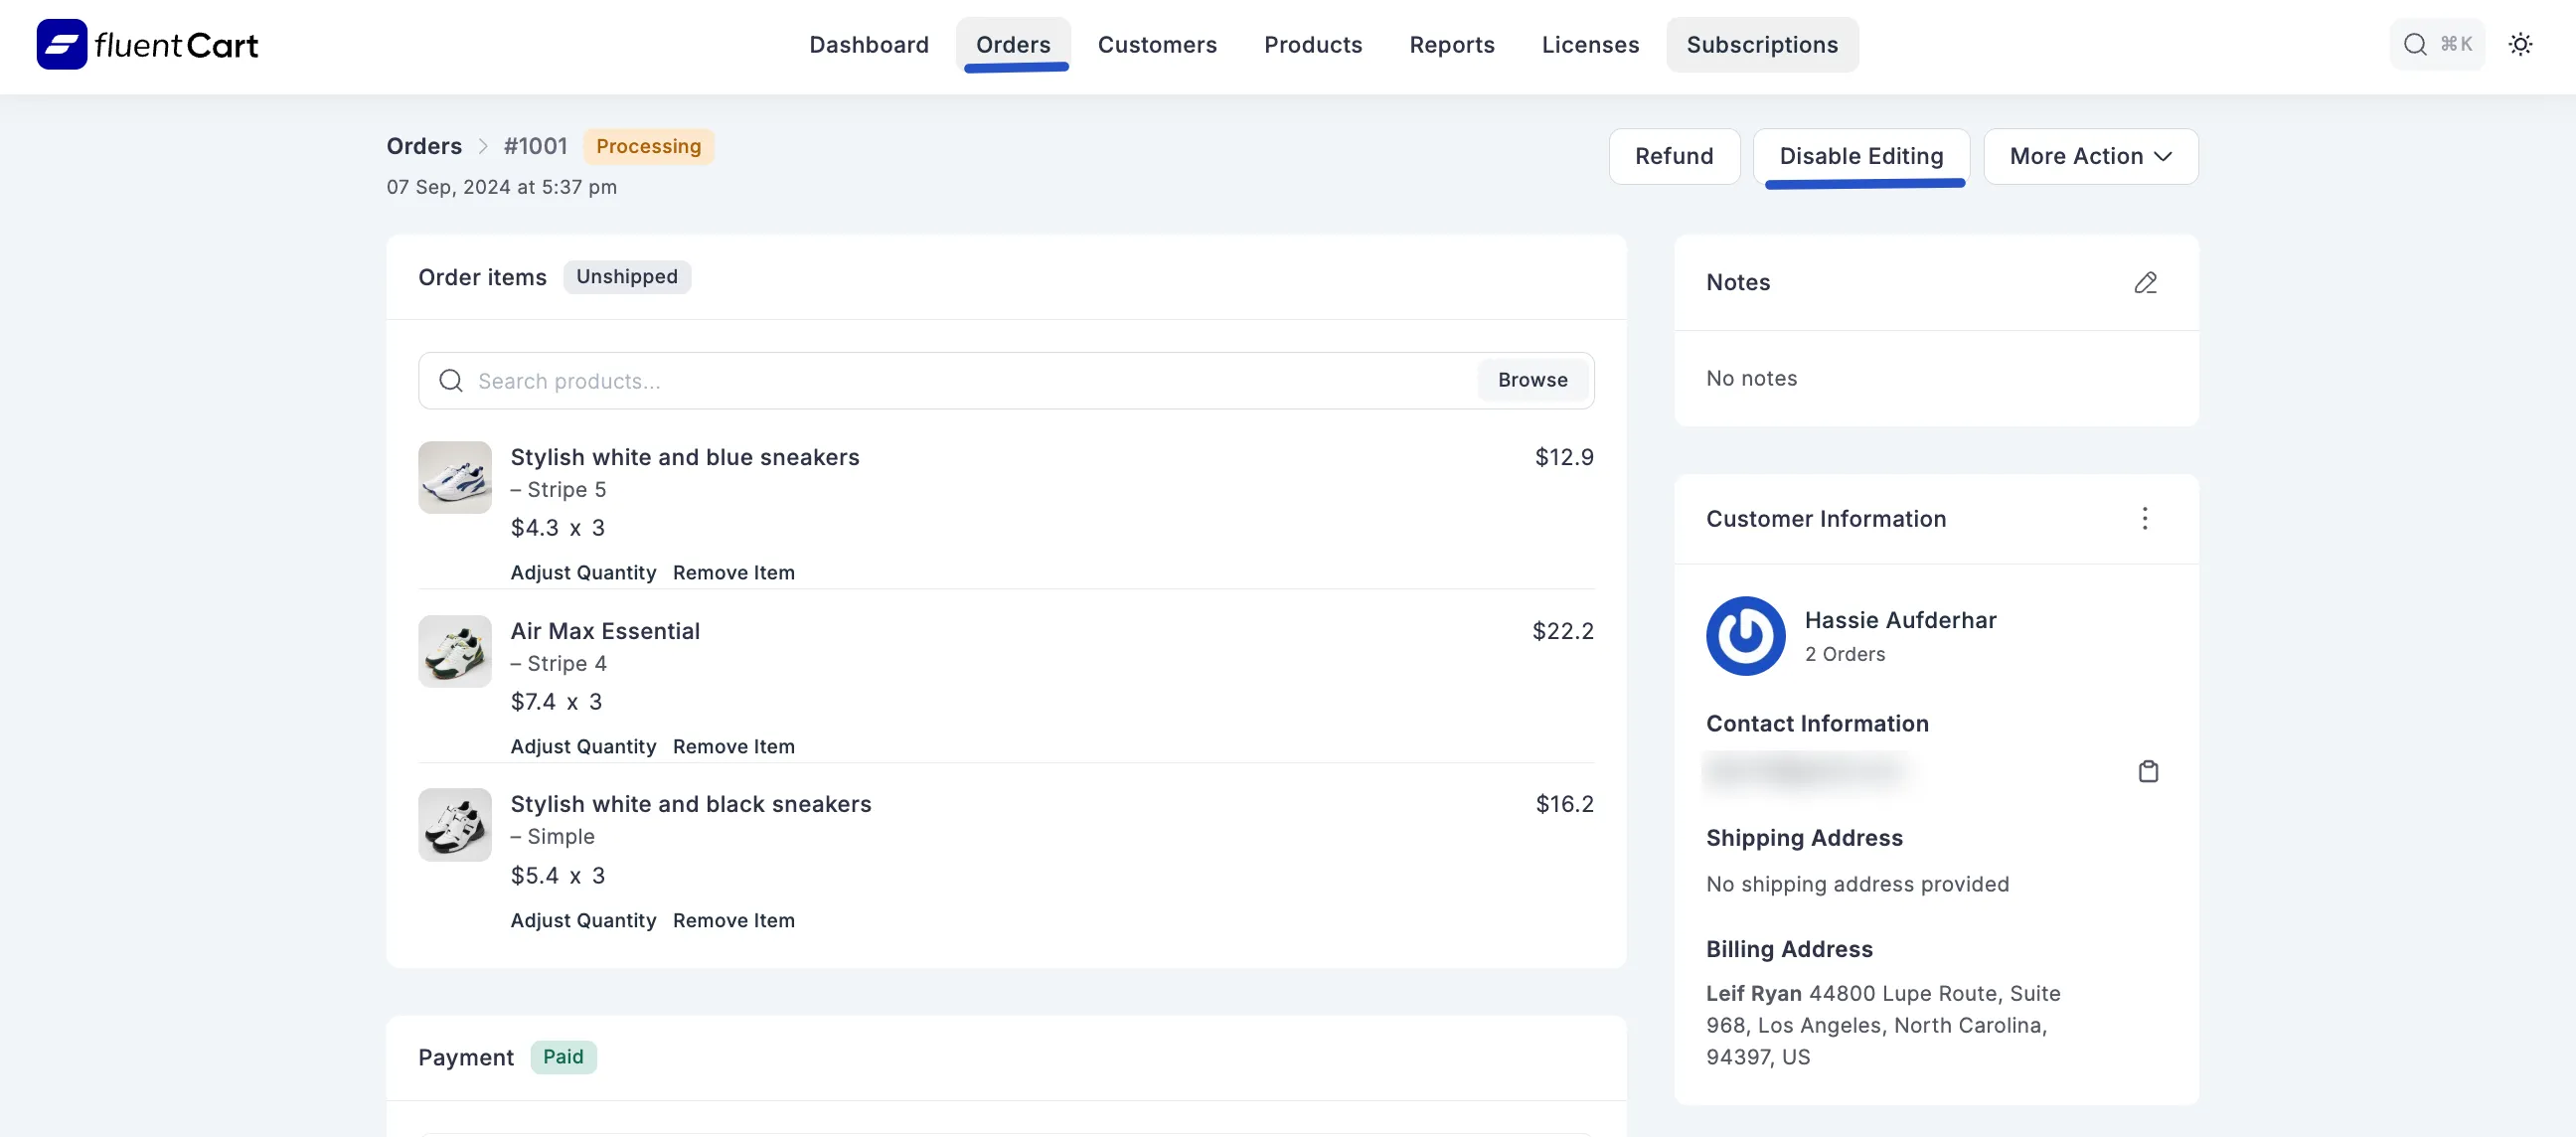 fluentCart
Dashboard
Orders
Customers
Products
Reports
Licenses
Subscriptions
⌘K
Orders > #1001 Processing
07 Sep, 2024 at 5:37 pm
Refund
Disable Editing
More Action
Order items Unshipped
Search products...
Browse
Stylish white and blue sneakers $12.9
– Stripe 5
$4.3 x 3
Adjust Quantity Remove Item
Air Max Essential $22.2
– Stripe 4
$7.4 x 3
Adjust Quantity Remove Item
Stylish white and black sneakers $16.2
– Simple
$5.4 x 3
Adjust Quantity Remove Item
Payment Paid
Notes
No notes
Customer Information
Hassie Aufderhar
2 Orders
Contact Information
Shipping Address
No shipping address provided
Billing Address
Leif Ryan 44800 Lupe Route, Suite
968, Los Angeles, North Carolina,
94397, US